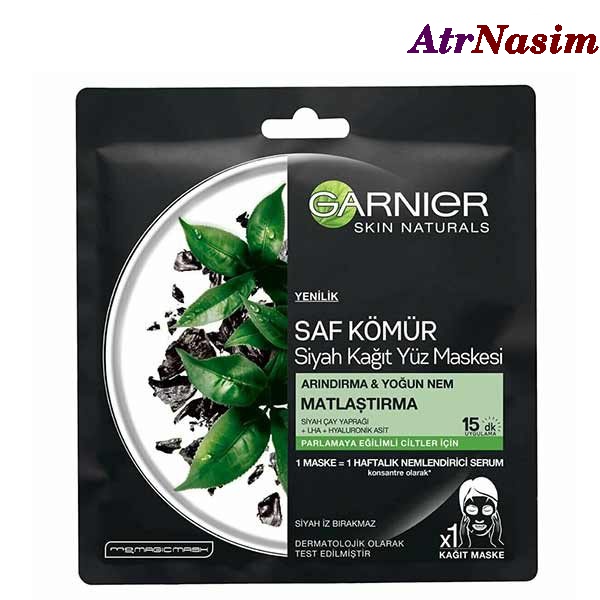 AtrNasim
GARNIER
SKIN NATURALS
YENİLİK
SAF KÖMÜR
Siyah Kağıt Yüz Maskesi
ARINDIRMA & YOĞUN NEM
MATLAŞTIRMA
SİYAH ÇAY YAPRAĞI
+ LHA + HYALURONİK ASİT
15 dk
UYGULAMA
PARLAMAYA EĞİLİMLİ CİLTLER İÇİN
1 MASKE = 1 HAFTALIK NEMLENDİRİCİ SERUM
konsantre olarak*
SİYAH İZ BIRAKMAZ
DERMATOLOJİK OLARAK
TEST EDİLMİŞTİR
x1
KAĞIT MASKE